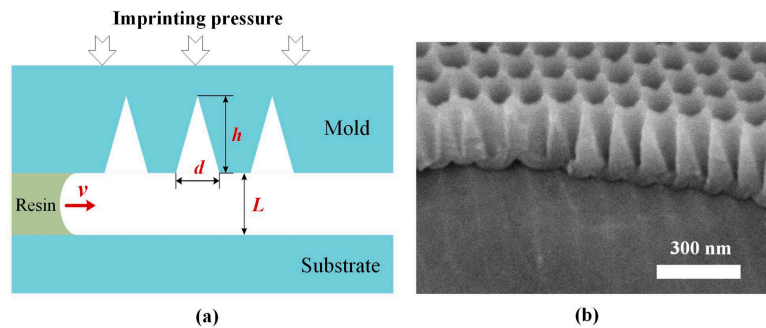 Imprinting pressure
h
Mold
d
Resin
v
L
Substrate
300 nm
(a)
(b)